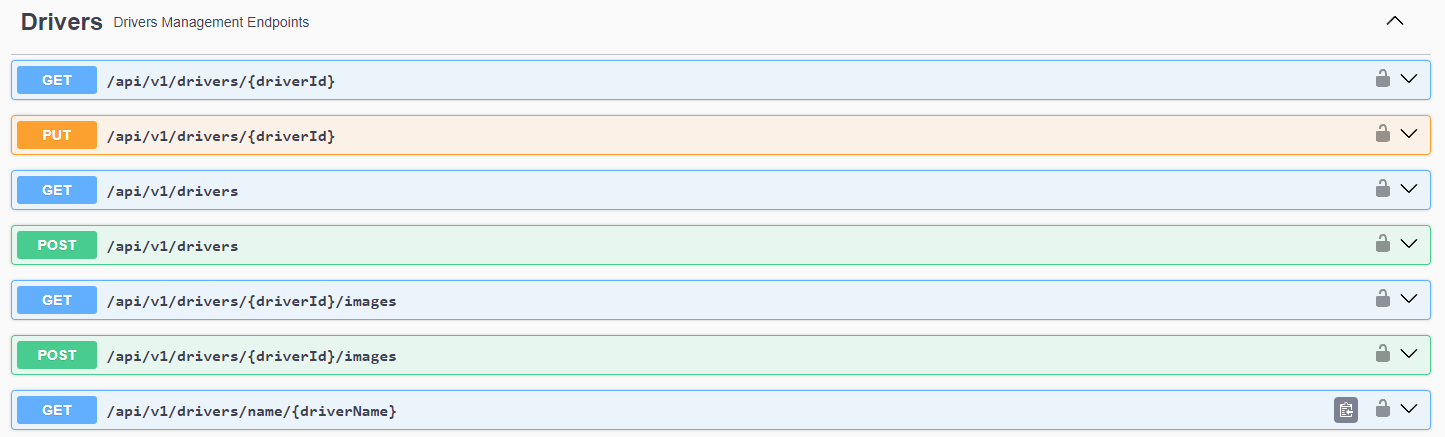 Drivers Drivers Management Endpoints
GET /api/v1/drivers/{driverId}
PUT /api/v1/drivers/{driverId}
GET /api/v1/drivers
POST /api/v1/drivers
GET /api/v1/drivers/{driverId}/images
POST /api/v1/drivers/{driverId}/images
GET /api/v1/drivers/name/{driverName}